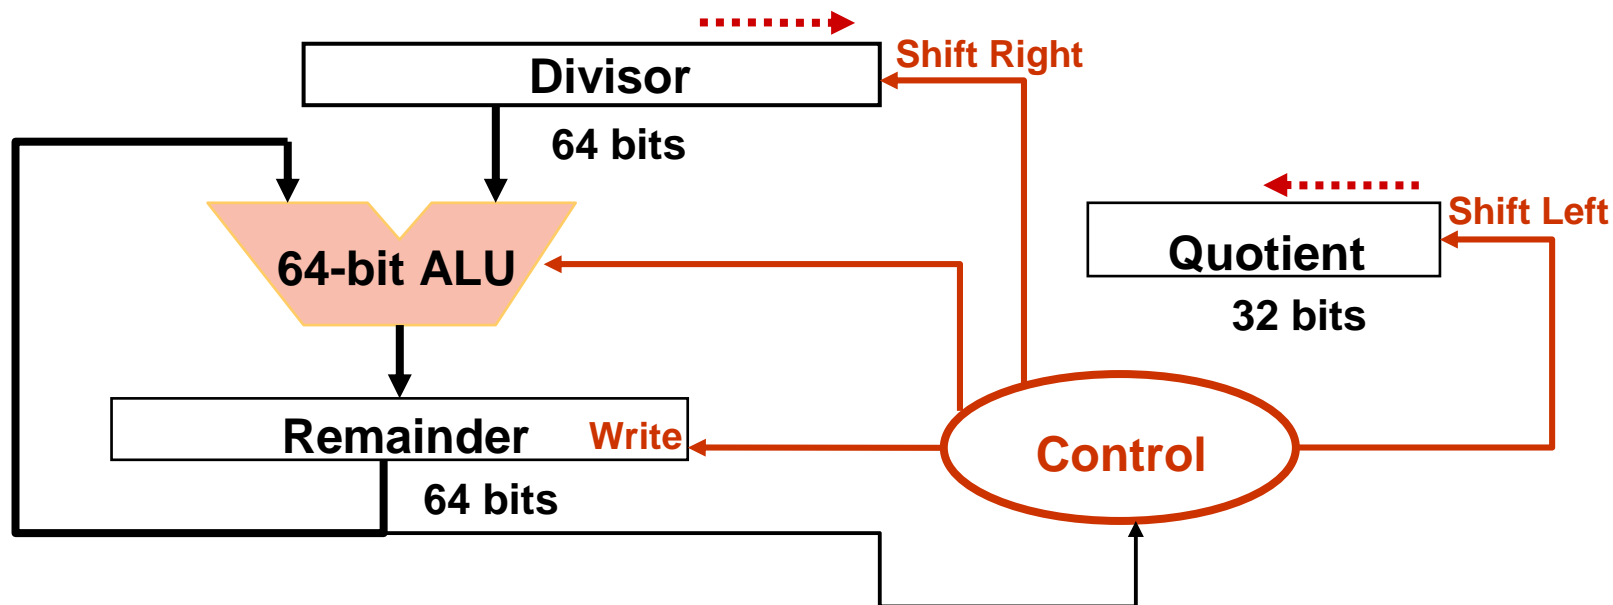 Divisor
Shift Right
64 bits
Shift Left
Quotient
64-bit ALU
32 bits
Remainder
Write
Control
64 bits